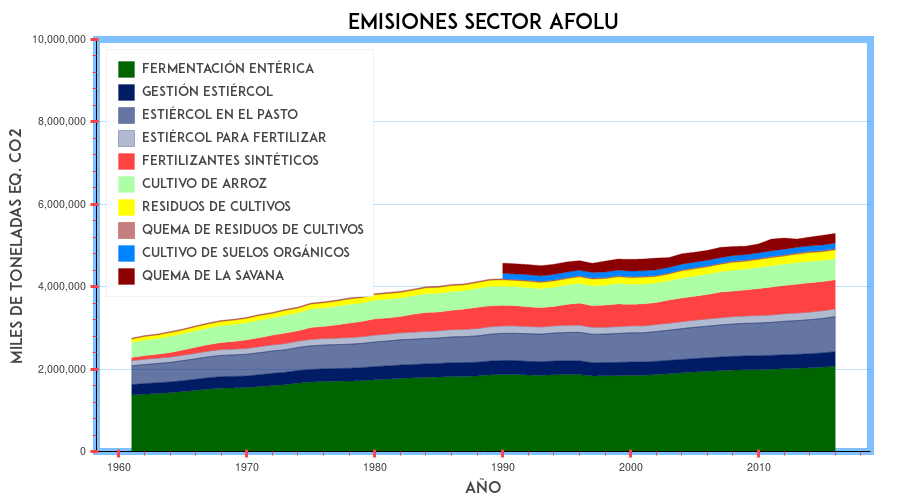 EMISIONES SECTOR AFOLU
10,000,000
8,000,000
6,000,000
4,000,000
2,000,000
0
MILES DE TONELADAS EQ. CO2
FERMENTACIÓN ENTÉRICA
GESTIÓN ESTIÉRCOL
ESTIÉRCOL EN EL PASTO
ESTIÉRCOL PARA FERTILIZAR
FERTILIZANTES SINTÉTICOS
CULTIVO DE ARROZ
RESIDUOS DE CULTIVOS
QUEMA DE RESIDUOS DE CULTIVOS
CULTIVO DE SUELOS ORGÁNICOS
QUEMA DE LA SAVANA
1960 1970 1980 1990 2000 2010
AÑO